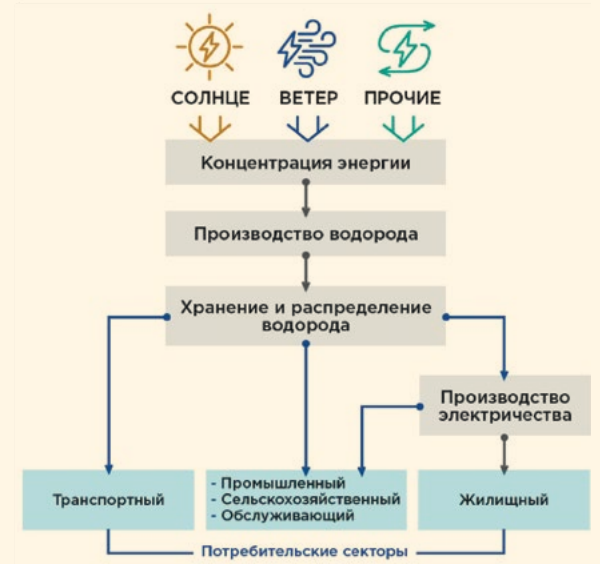 СОЛНЦЕ ВЕТЕР ПРОЧИЕ
Концентрация энергии
Производство водорода
Хранение и распределение
водорода
Производство
электричества
Транспортный
- Промышленный
- Сельскохозяйственный
- Обслуживающий
Жилищный
Потребительские секторы